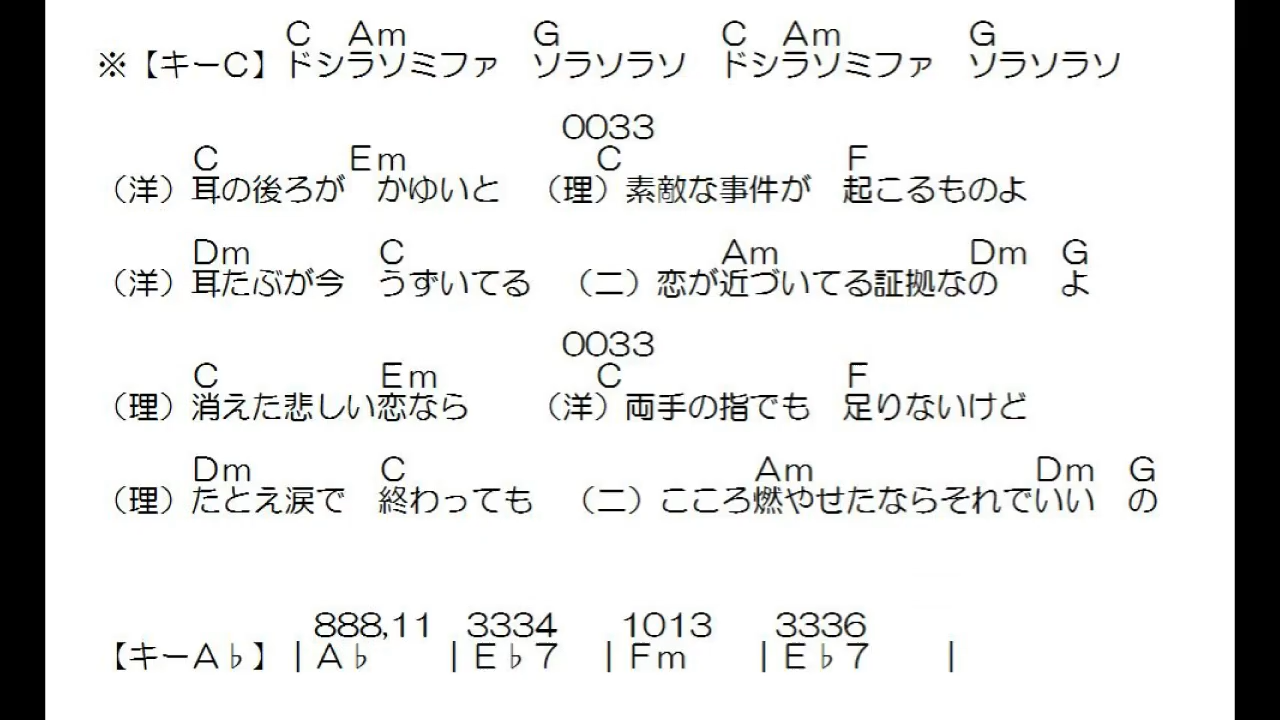 C Am G C Am G
※【キーC】ドシラソミファ ソラソラソ ドシラソミファ ソラソラソ
0033
C Em C F
（洋）耳の後ろが かゆいと （理）素敵な事件が 起こるものよ
Dm C Am Dm G
（洋）耳たぶが今 うずいてる （二）恋が近づいてる証拠なの よ
0033
C Em C F
（理）消えた悲しい恋なら （洋）両手の指でも 足りないけど
Dm C Am Dm G
（理）たとえ涙で 終わっても （二）こころ燃やせたならそれでいい の
888,11 3334 1013 3336
【キーA♭】｜A♭ ｜E♭7 ｜Fm ｜E♭7 ｜